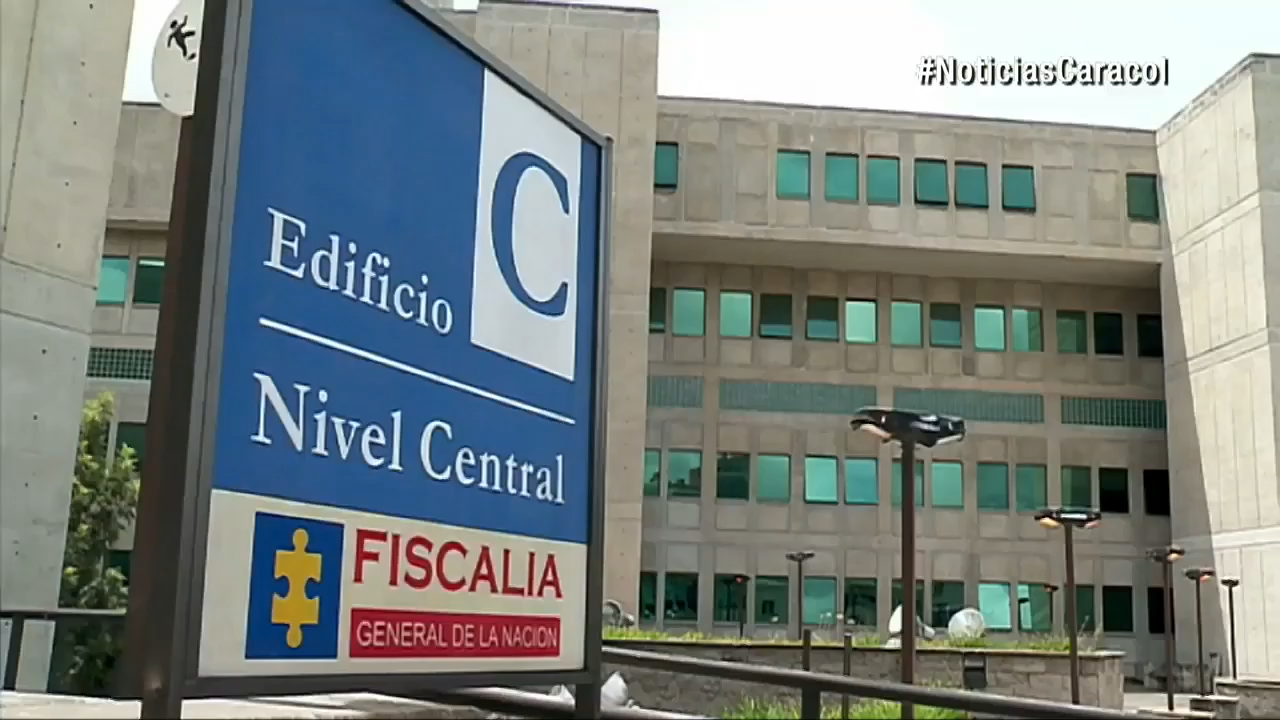 #NoticiasCaracol
C
Edificio
Nivel Central
FISCALIA
GENERAL DE LA NACION